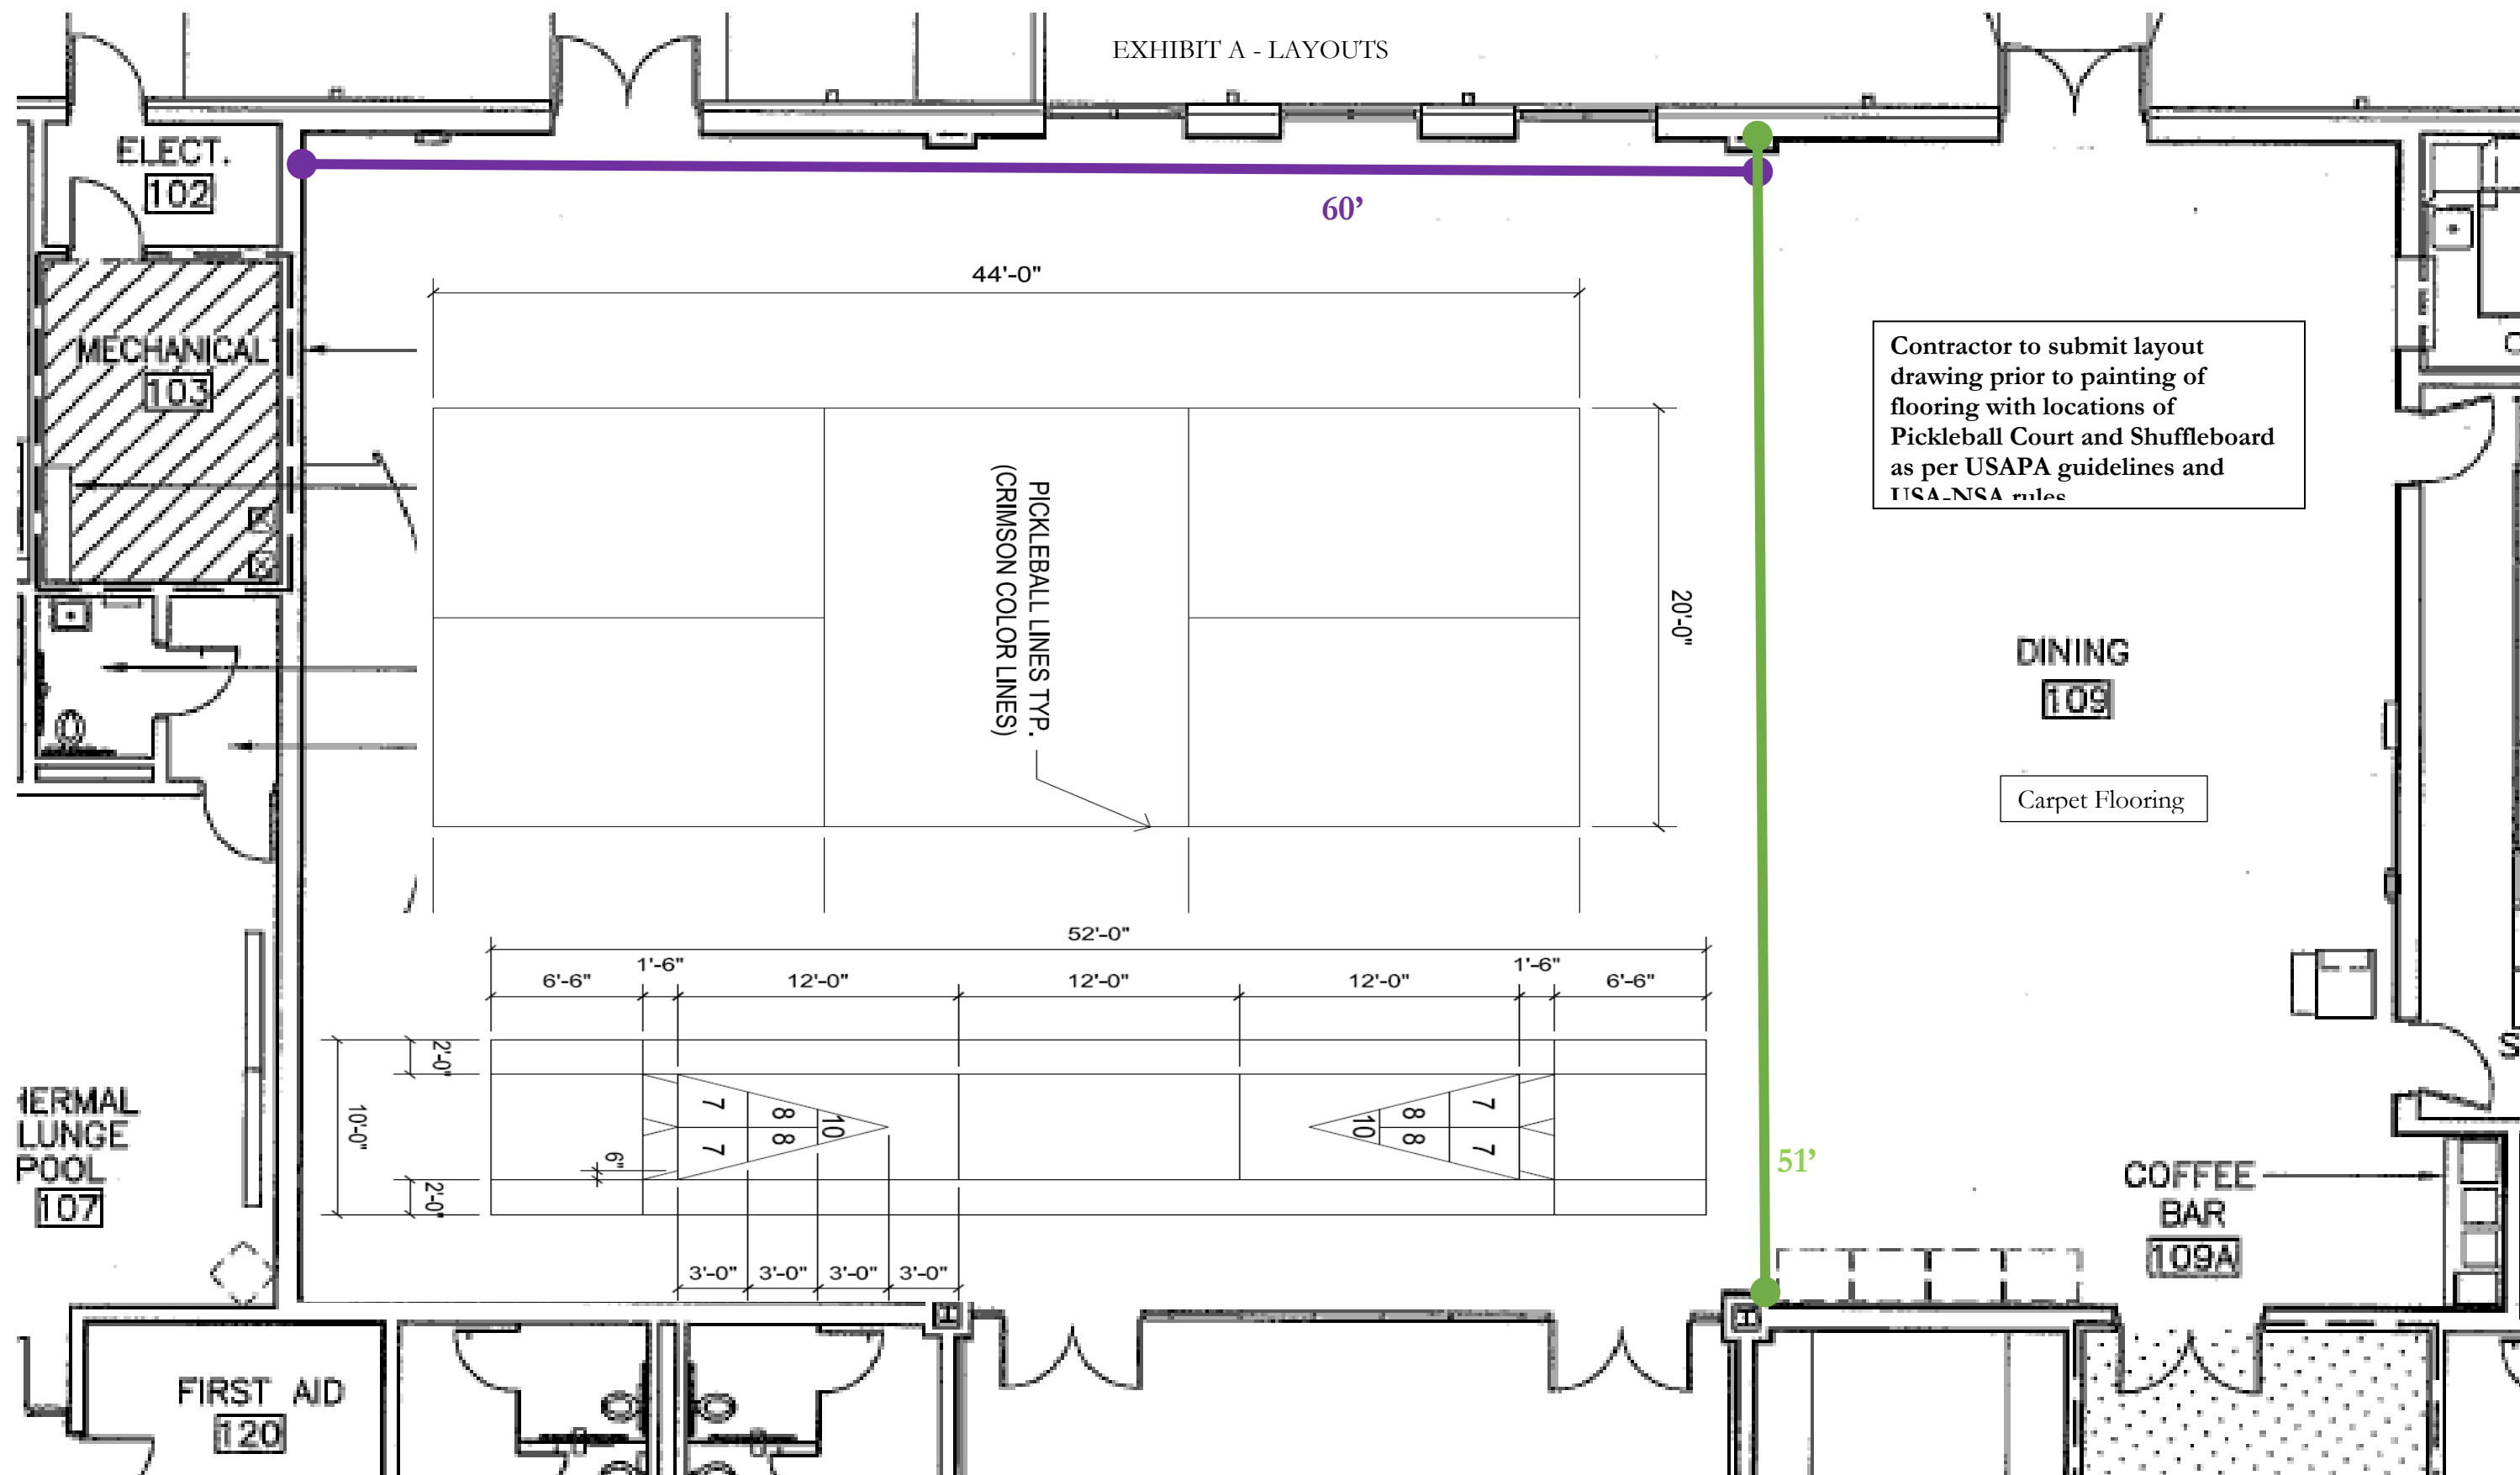 EXHIBIT A - LAYOUTS
ELECT.
102
60’
44'-0"
MECHANICAL
103
Contractor to submit layout
drawing prior to painting of
flooring with locations of
Pickleball Court and Shuffleboard
as per USAPA guidelines and
USA-NSA rules
PICKLEBALL LINES TYP.
(CRIMSON COLOR LINES)
20'-0"
DINING
109
Carpet Flooring
52'-0"
6'-6"
1'-6"
12'-0"
12'-0"
12'-0"
1'-6"
6'-6"
2'-0"
10'-0"
2'-0"
6"
7
8
10
7
8
7
8
10
7
8
3'-0"
3'-0"
3'-0"
3'-0"
51’
HERMAL
LUNGE
POOL
107
COFFEE
BAR
109A
FIRST AID
120